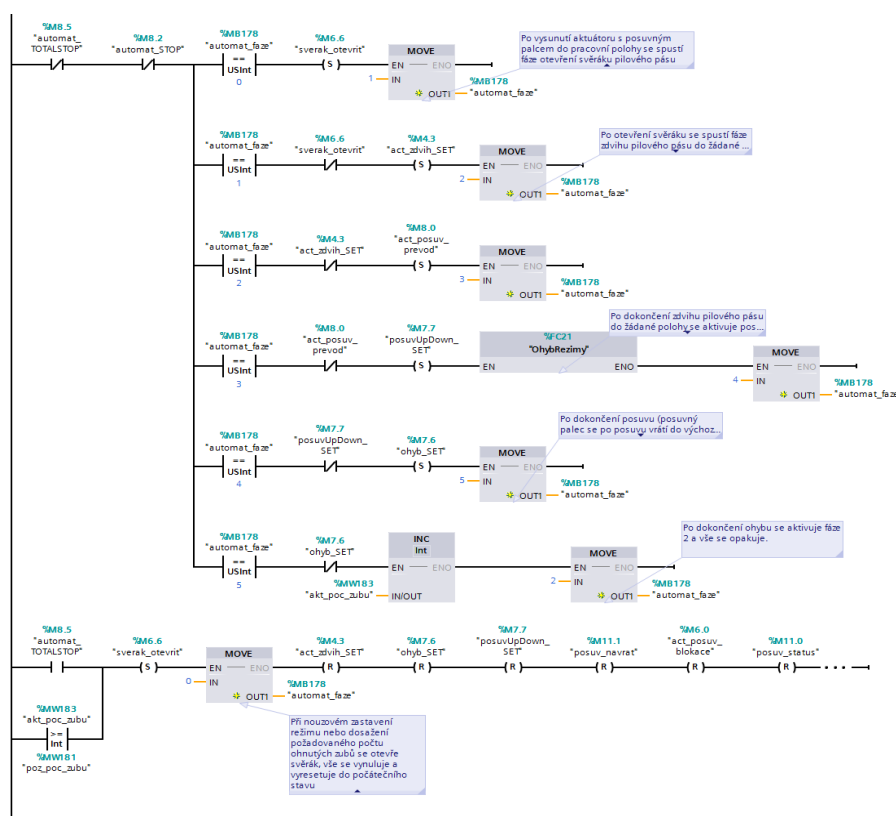 %M8.5
"automat_
TOTALSTOP"
%M8.2
"automat_STOP"
%MB178
"automat_faze"
==
USInt
0
%M6.6
"sverak_otevrit"
S
MOVE
EN
ENO
1
IN
OUT1
%MB178
"automat_faze"
Po vysunutí aktuátoru s posuvným
palcem do pracovní polohy se spustí
fáze otevření svěráku pilového pásu
%MB178
"automat_faze"
==
USInt
1
%M6.6
"sverak_otevrit"
%M4.3
"act_zdvih_SET"
S
MOVE
EN
ENO
2
IN
OUT1
%MB178
"automat_faze"
Po otevření svěráku se spustí fáze
zdvihu pilového pásu do žádané ...
%MB178
"automat_faze"
==
USInt
2
%M4.3
"act_zdvih_SET"
%M8.0
"act_posuv_
prevod"
S
MOVE
EN
ENO
3
IN
OUT1
%MB178
"automat_faze"
Po dokončení zdvihu pilového pásu
do žádané polohy se aktivuje pos...
%MB178
"automat_faze"
==
USInt
3
%M8.0
"act_posuv_
prevod"
%M7.7
"posuvUpDown_
SET"
S
%FC21
"OhybRezimy"
EN
ENO
MOVE
EN
ENO
4
IN
OUT1
%MB178
"automat_faze"
Po dokončení posuvu (posuvný
palec se po posuvu vrátí do výchoz...
%MB178
"automat_faze"
==
USInt
4
%M7.7
"posuvUpDown_
SET"
%M7.6
"ohyb_SET"
S
MOVE
EN
ENO
5
IN
OUT1
%MB178
"automat_faze"
Po dokončení ohybu se aktivuje fáze
2 a vše se opakuje.
%MB178
"automat_faze"
==
USInt
5
%M7.6
"ohyb_SET"
INC
Int
EN
ENO
%MW183
"akt_poc_zubu"
IN/OUT
MOVE
EN
ENO
2
IN
OUT1
%MB178
"automat_faze"
%M8.5
"automat_
TOTALSTOP"
%M6.6
"sverak_otevrit"
S
MOVE
EN
ENO
0
IN
OUT1
%MB178
"automat_faze"
%M4.3
"act_zdvih_SET"
R
%M7.6
"ohyb_SET"
R
%M7.7
"posuvUpDown_
SET"
R
%M11.1
"posuv_navrat"
R
%M6.0
"act_posuv_
blokace"
R
%M11.0
"posuv_status"
R
%MW183
"akt_poc_zubu"
>=
Int
%MW181
"poz_poc_zubu"
Při nouzovém zastavení
režimu nebo dosažení
požadovaného počtu
ohnutých zubů se otevře
svěrák, vše se vynuluje a
vyresetuje do počátečního
stavu